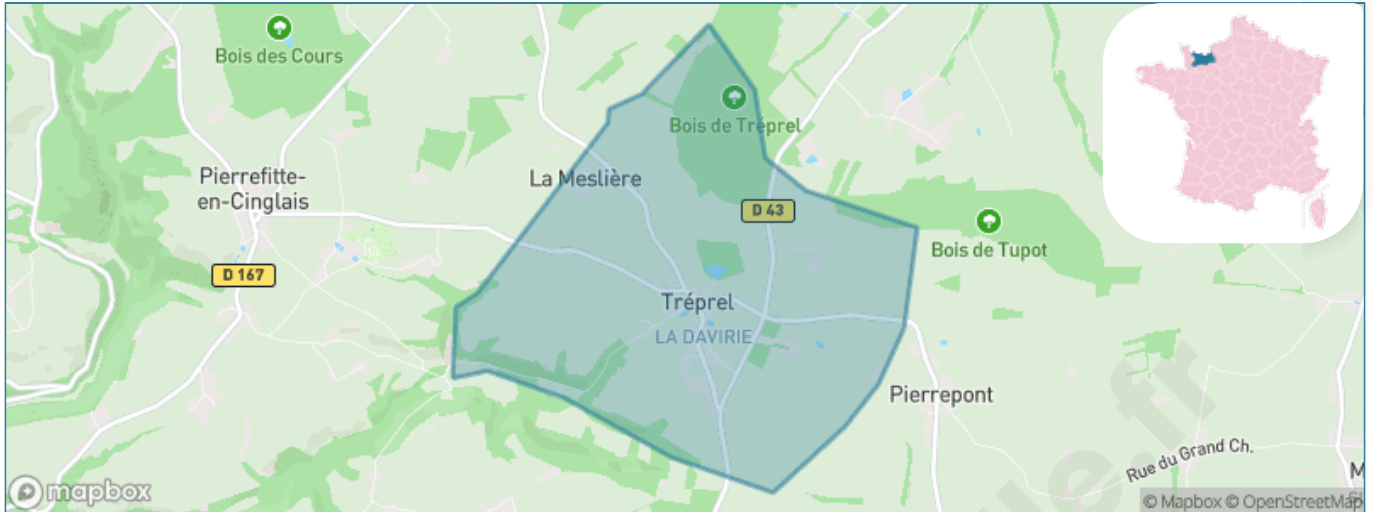 Bois des Cours
Bois de Tréprel
Pierrefitte-
en-Cinglais
La Meslière
D 43
Bois de Tupot
D 167
Tréprel
LA DAVIRIE
Pierrepont
Rue du Grand Ch.
M
mapbox
© Mapbox © OpenStreetMap